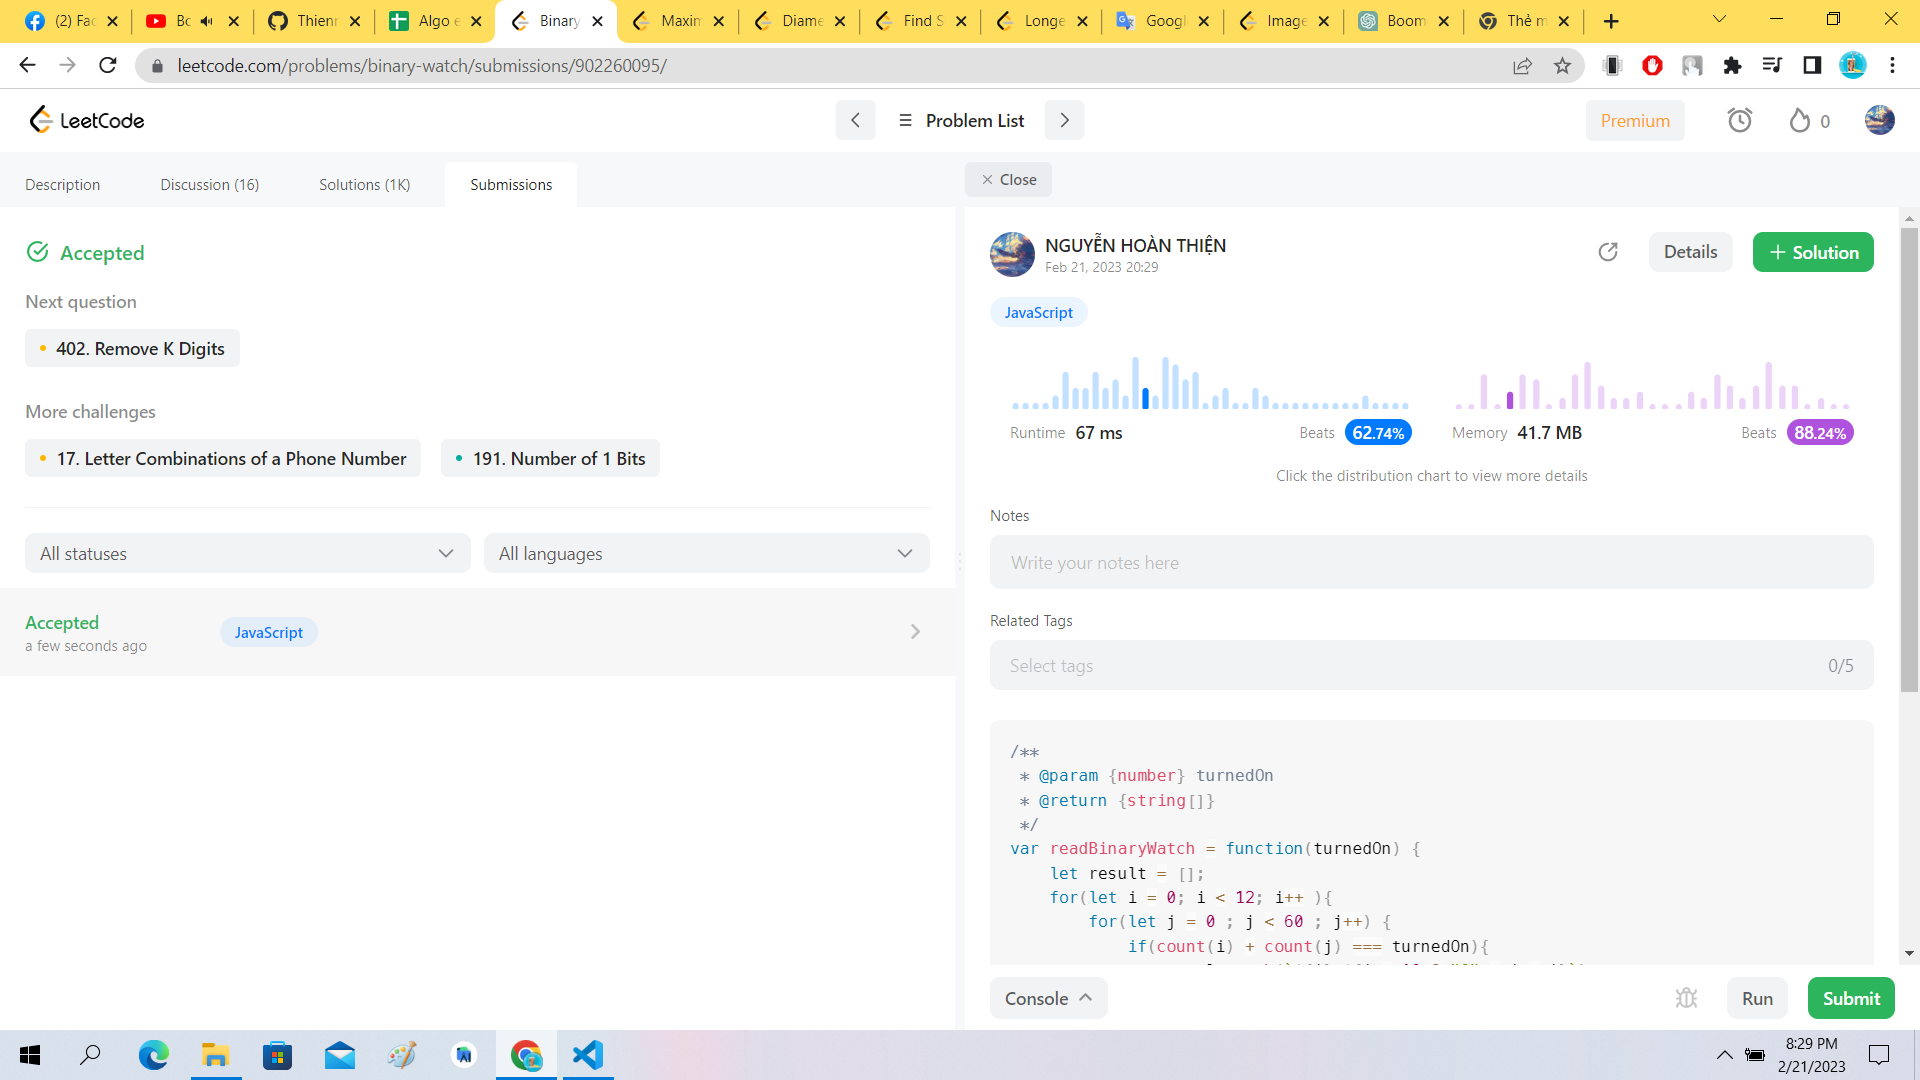 (2) Fac
Bo
Thienn
Algo e
Binary
Maxim
Diame
Find S
Longe
Googl
Image
Boom
Thẻ m
leetcode.com/problems/binary-watch/submissions/902260095/
LeetCode
Problem List
Premium
0
Description
Discussion (16)
Solutions (1K)
Submissions
Close
Accepted
Next question
402. Remove K Digits
More challenges
17. Letter Combinations of a Phone Number
191. Number of 1 Bits
All statuses
All languages
Accepted
a few seconds ago
JavaScript
NGUYỄN HOÀN THIỆN
Feb 21, 2023 20:29
Details
Solution
JavaScript
Runtime 67 ms
Beats 62.74%
Memory 41.7 MB
Beats 88.24%
Click the distribution chart to view more details
Notes
Write your notes here
Related Tags
Select tags
0/5
/**
 * @param {number} turnedOn
 * @return {string[]}
 */
var readBinaryWatch = function(turnedOn) {
    let result = [];
    for(let i = 0; i < 12; i++ ){
        for(let j = 0 ; j < 60 ; j++) {
            if(count(i) + count(j) === turnedOn){
Console
Run
Submit
8:29 PM
2/21/2023